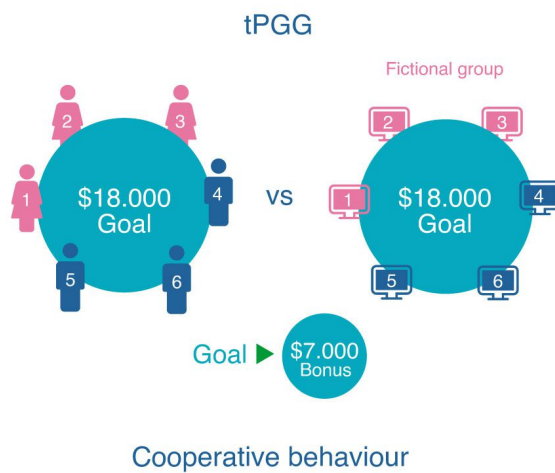 tPGG
Fictional group
2 3
2 3
1
$18.000
Goal
4
vs
1
$18.000
Goal
4
5 6
5 6
Goal
$7.000
Bonus
Cooperative behaviour